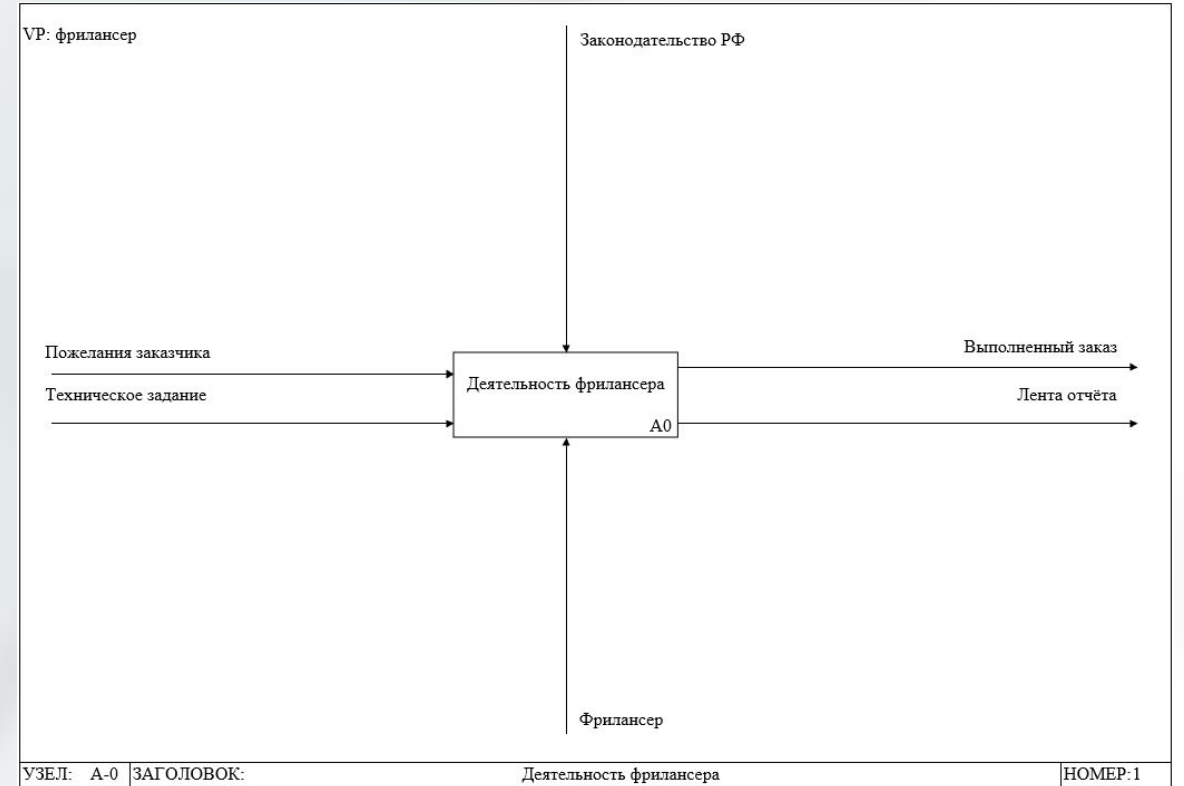 VP: фрилансер
Законодательство РФ
Пожелания заказчика
Выполненный заказ
Деятельность фрилансера
Техническое задание
Лента отчёта
A0
Фрилансер
УЗЕЛ: A-0 ЗАГОЛОВОК: Деятельность фрилансера НОМЕР:1